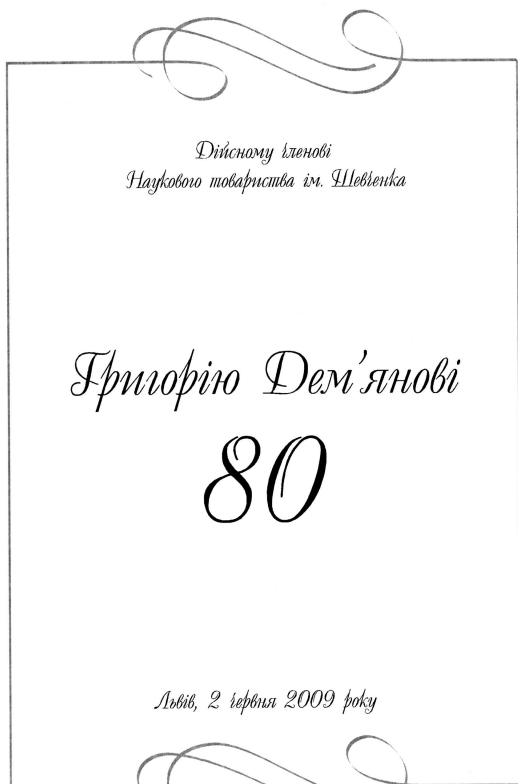 Дійсному членові
Наукового товариства ім. Шевченка
Григорію Дем'янові
80
Львів, 2 червня 2009 року